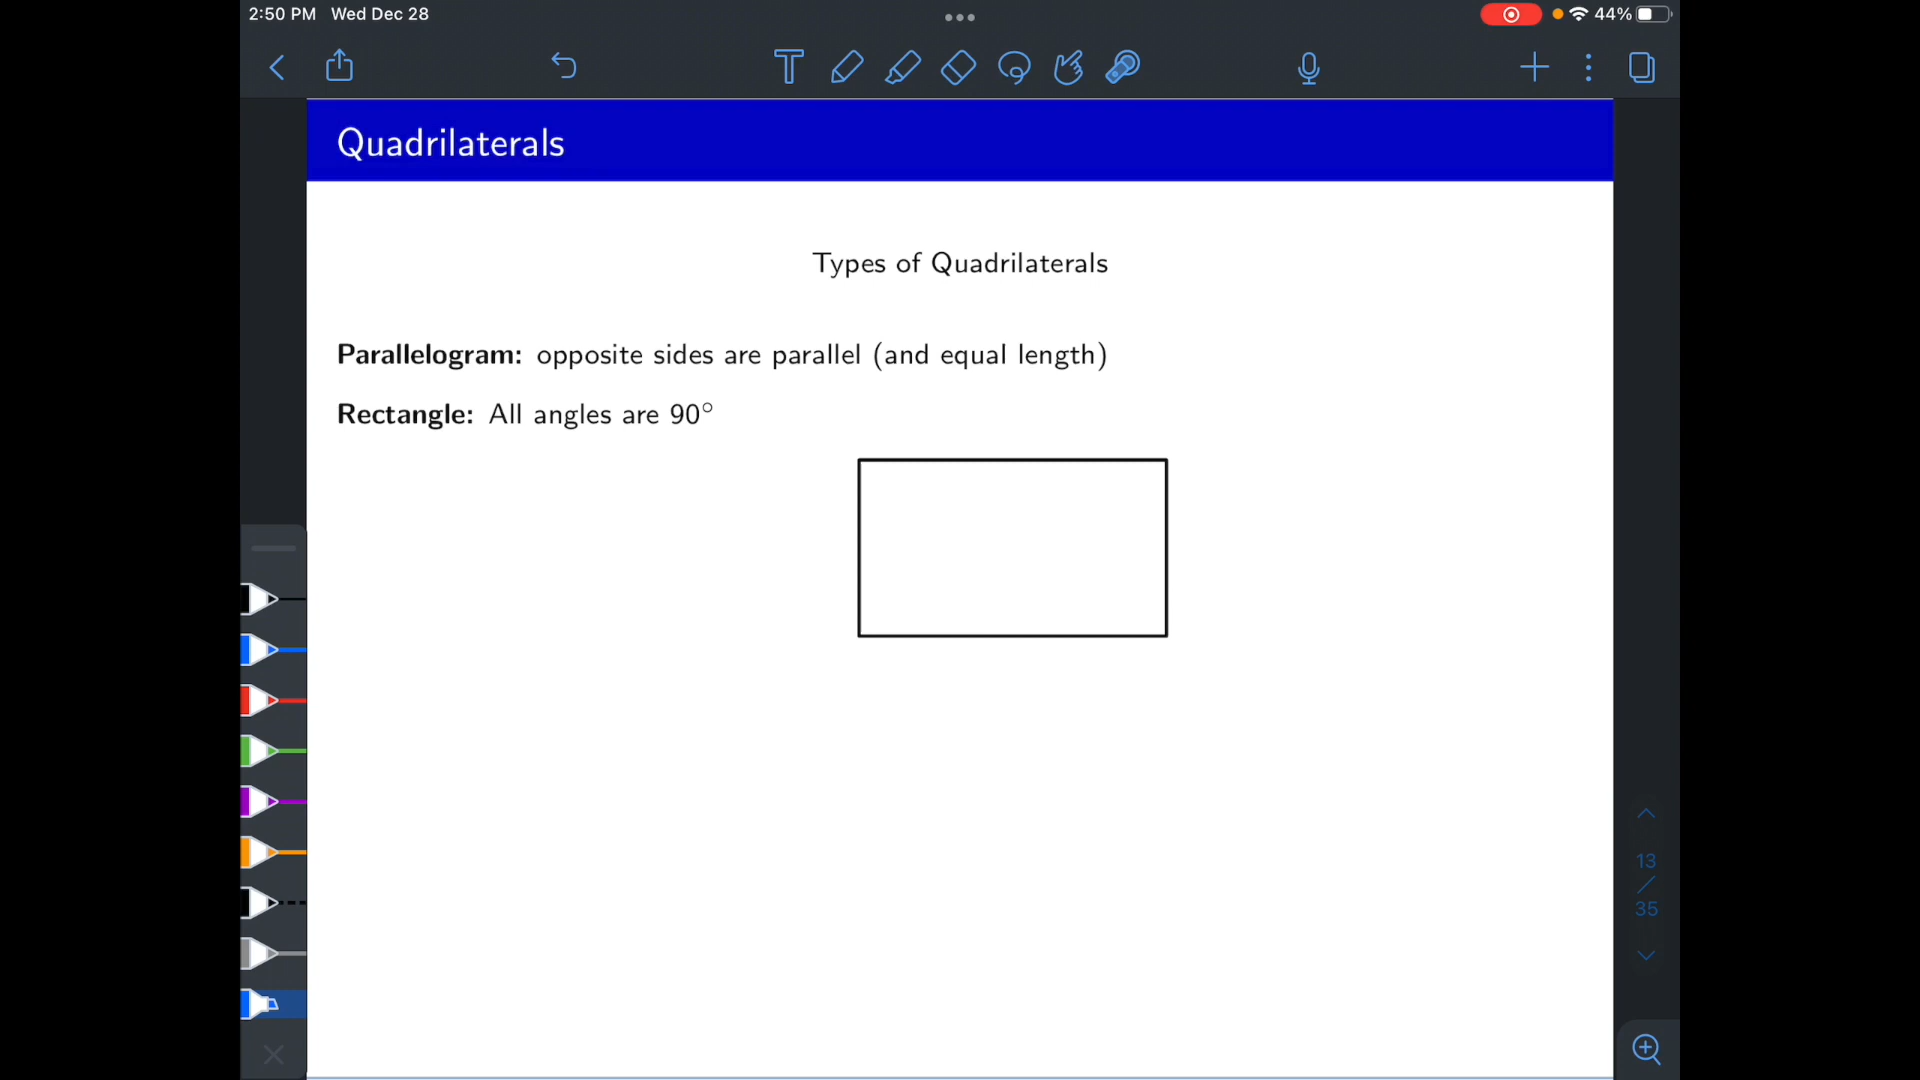 2:50 PM Wed Dec 28
44%
Quadrilaterals
Types of Quadrilaterals
Parallelogram: opposite sides are parallel (and equal length)
Rectangle: All angles are 90°
13
/
35